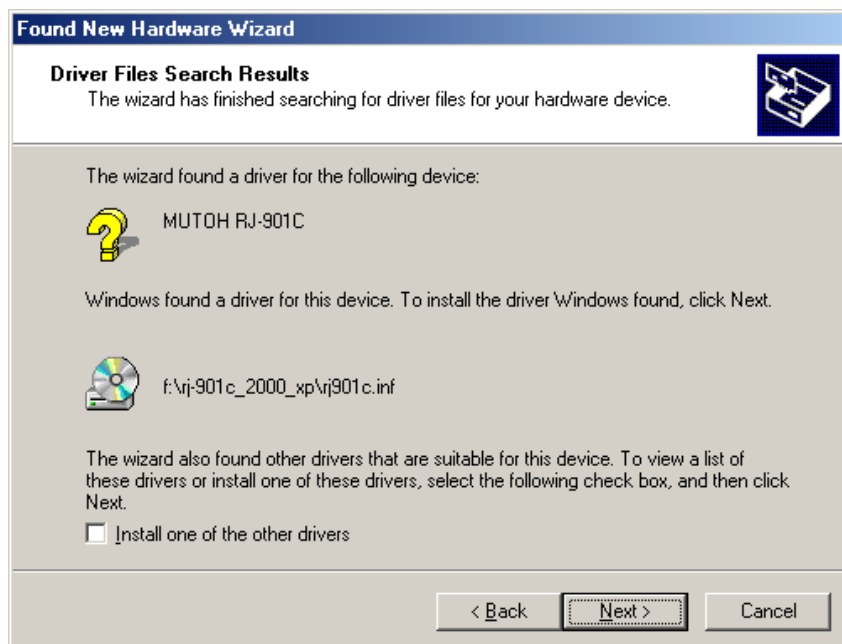 Found New Hardware Wizard
Driver Files Search Results
The wizard has finished searching for driver files for your hardware device.
The wizard found a driver for the following device:
MUTOH RJ-901C
Windows found a driver for this device. To install the driver Windows found, click Next.
f:\rj-901c_2000_xp\rj901c.inf
The wizard also found other drivers that are suitable for this device. To view a list of
these drivers or install one of these drivers, select the following check box, and then click
Next.
Install one of the other drivers
< Back Next > Cancel